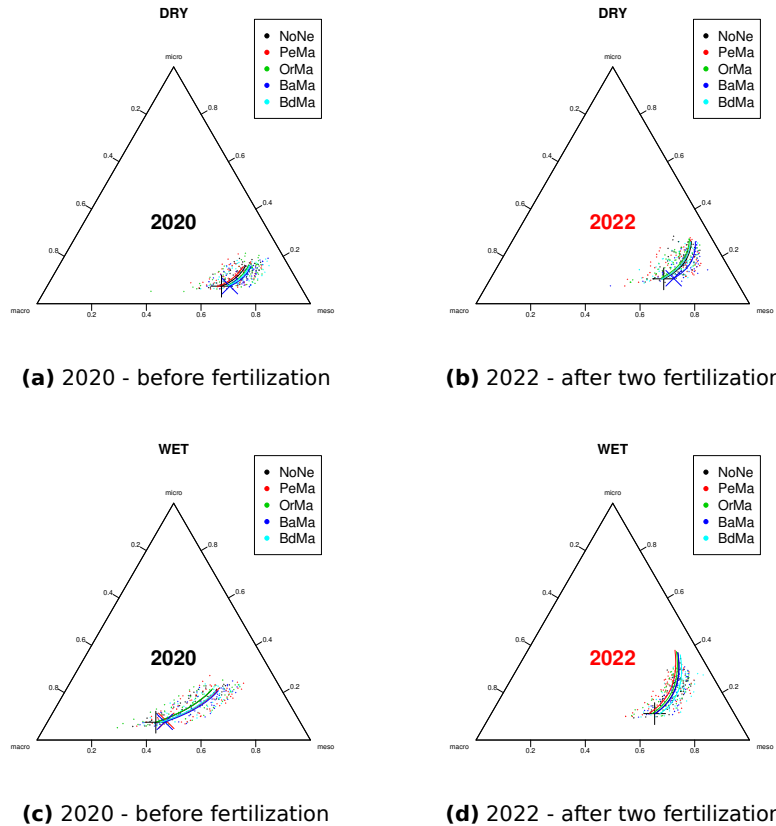 DRY
NoNe
PeMa
OrMa
BaMa
BdMa
micro
0.2
0.8
0.4
0.6
0.6
0.4
2020
0.8
0.2
macro
meso
0.2
0.4
0.6
0.8
(a) 2020 - before fertilization
DRY
NoNe
PeMa
OrMa
BaMa
BdMa
micro
0.2
0.8
0.4
0.6
0.6
0.4
2022
0.8
0.2
macro
meso
0.2
0.4
0.6
0.8
(b) 2022 - after two fertilization
WET
NoNe
PeMa
OrMa
BaMa
BdMa
micro
0.2
0.8
0.4
0.6
0.6
0.4
2020
0.8
0.2
macro
meso
0.2
0.4
0.6
0.8
(c) 2020 - before fertilization
WET
NoNe
PeMa
OrMa
BaMa
BdMa
micro
0.2
0.8
0.4
0.6
0.6
0.4
2022
0.8
0.2
macro
meso
0.2
0.4
0.6
0.8
(d) 2022 - after two fertilization